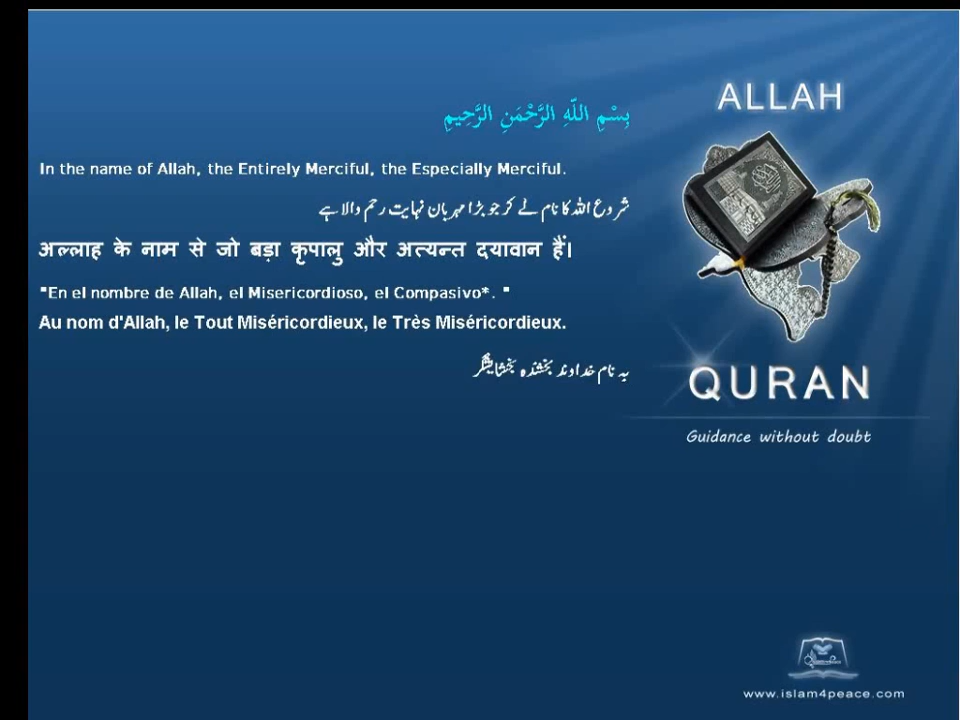 بِسْمِ اللَّهِ الرَّحْمَنِ الرَّحِيمِ
In the name of Allah, the Entirely Merciful, the Especially Merciful.
شروع الله کا نام لے کر جو بڑا مہربان نہایت رحم والا ہے
अल्लाह के नाम से जो बड़ा कृपालु और अत्यन्त दयावान हैं।
"En el nombre de Allah, el Misericordioso, el Compasivo*. "
Au nom d'Allah, le Tout Miséricordieux, le Très Miséricordieux.
به نام خداوند بخشنده بخشایشگر
ALLAH
QURAN
Guidance without doubt
www.islam4peace.com